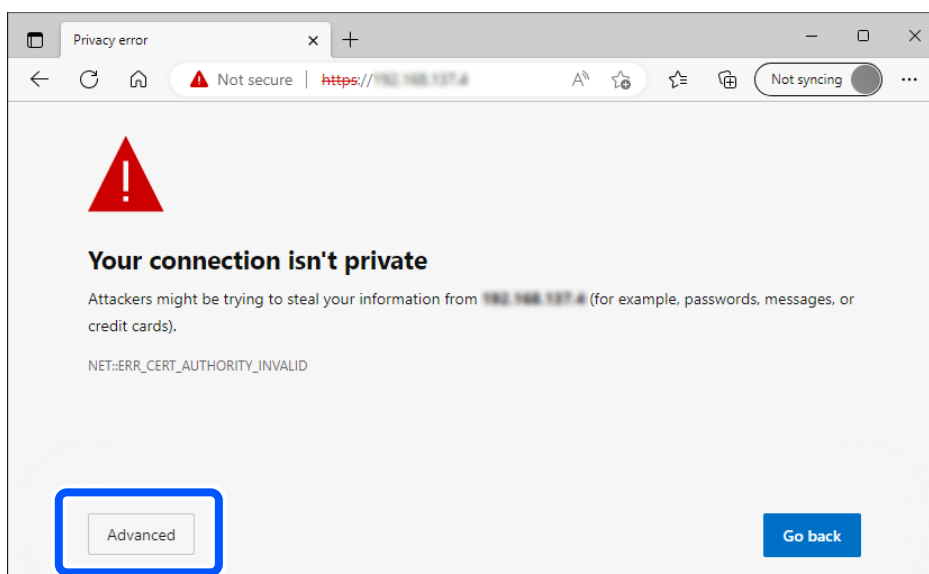 Privacy error
Not secure
https://
Not syncing
Your connection isn't private
Attackers might be trying to steal your information from (for example, passwords, messages, or
credit cards).
NET::ERR_CERT_AUTHORITY_INVALID
Advanced
Go back